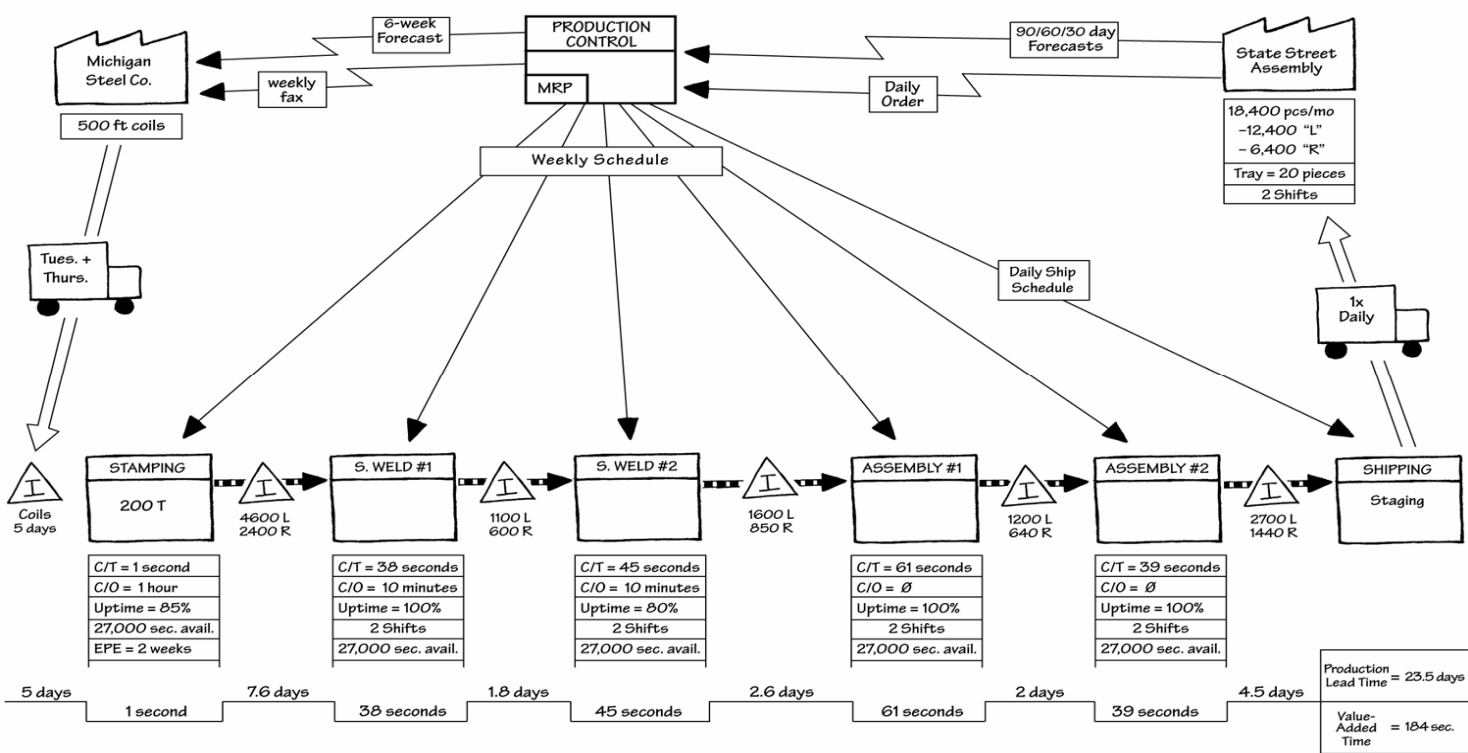 Michigan
Steel Co.
500 ft coils
6-week
Forecast
weekly
fax
PRODUCTION
CONTROL
MRP
90/60/30 day
Forecasts
Daily
Order
State Street
Assembly
18,400 pcs/mo
-12,400 "L"
- 6,400 "R"
Tray = 20 pieces
2 Shifts
Weekly Schedule
Tues. +
Thurs.
Daily Ship
Schedule
1x
Daily
I
Coils
5 days
STAMPING
200 T
I
4600 L
2400 R
S. WELD #1
I
1100 L
600 R
S. WELD #2
I
1600 L
850 R
ASSEMBLY #1
I
1200 L
640 R
ASSEMBLY #2
I
2700 L
1440 R
SHIPPING
Staging
C/T = 1 second
C/O = 1 hour
Uptime = 85%
27,000 sec. avail.
EPE = 2 weeks
C/T = 38 seconds
C/O = 10 minutes
Uptime = 100%
2 Shifts
27,000 sec. avail.
C/T = 45 seconds
C/O = 10 minutes
Uptime = 80%
2 Shifts
27,000 sec. avail.
C/T = 61 seconds
C/O = Ø
Uptime = 100%
2 Shifts
27,000 sec. avail.
C/T = 39 seconds
C/O = Ø
Uptime = 100%
2 Shifts
27,000 sec. avail.
5 days
1 second
7.6 days
38 seconds
1.8 days
45 seconds
2.6 days
61 seconds
2 days
39 seconds
4.5 days
Production
Lead Time = 23.5 days
Value-
Added
Time = 184 sec.